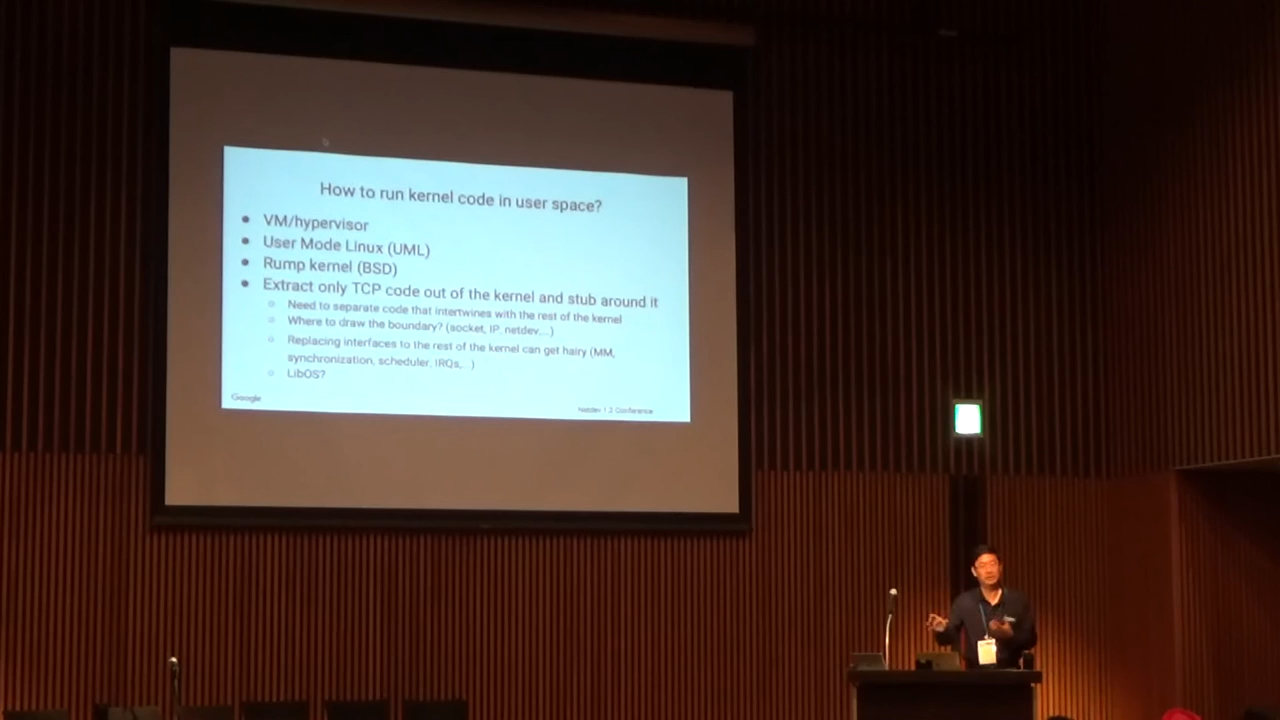 How to run kernel code in user space?
● VM/hypervisor
● User Mode Linux (UML)
● Rump kernel (BSD)
● Extract only TCP code out of the kernel and stub around it
○ Need to separate code that intertwines with the rest of the kernel
○ Where to draw the boundary? (socket, IP, netdev...)
○ Replacing interfaces to the rest of the kernel can get hairy (MM,
synchronization, scheduler, IRQs,..)
○ LibOS?
Google
Netdev 1.2 Conference